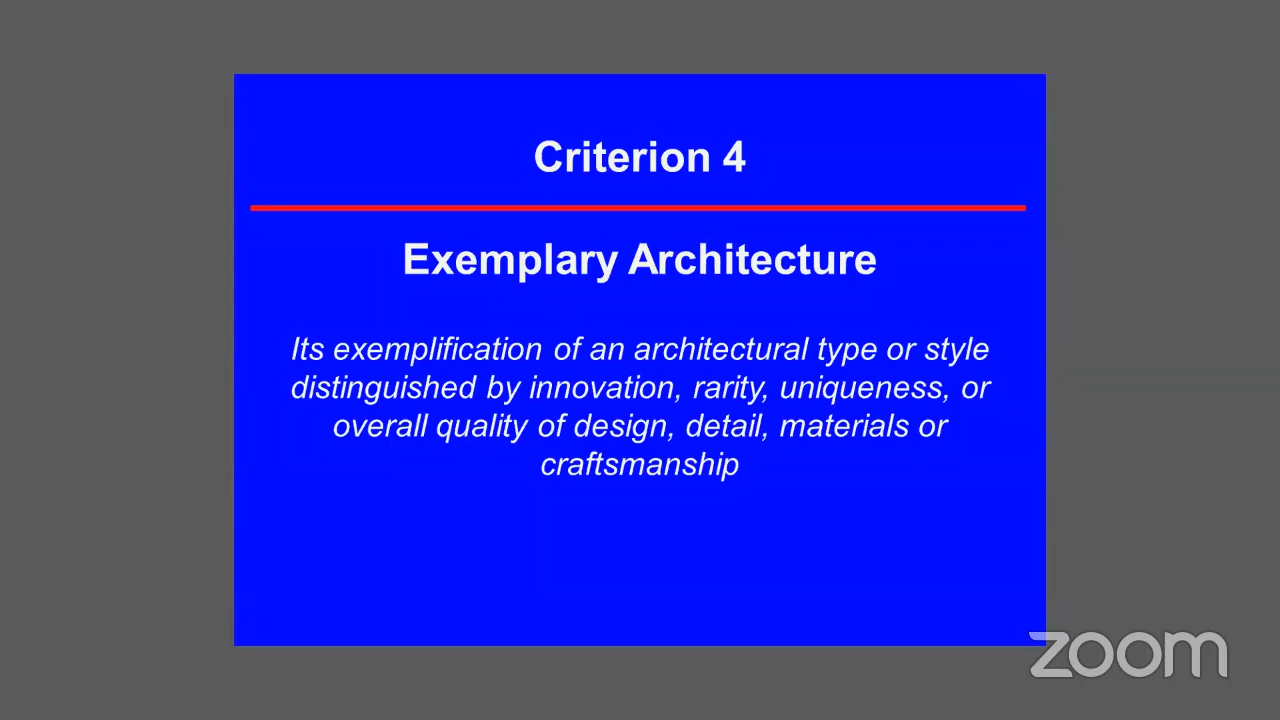 Criterion 4
Exemplary Architecture
Its exemplification of an architectural type or style
distinguished by innovation, rarity, uniqueness, or
overall quality of design, detail, materials or
craftsmanship
zoom